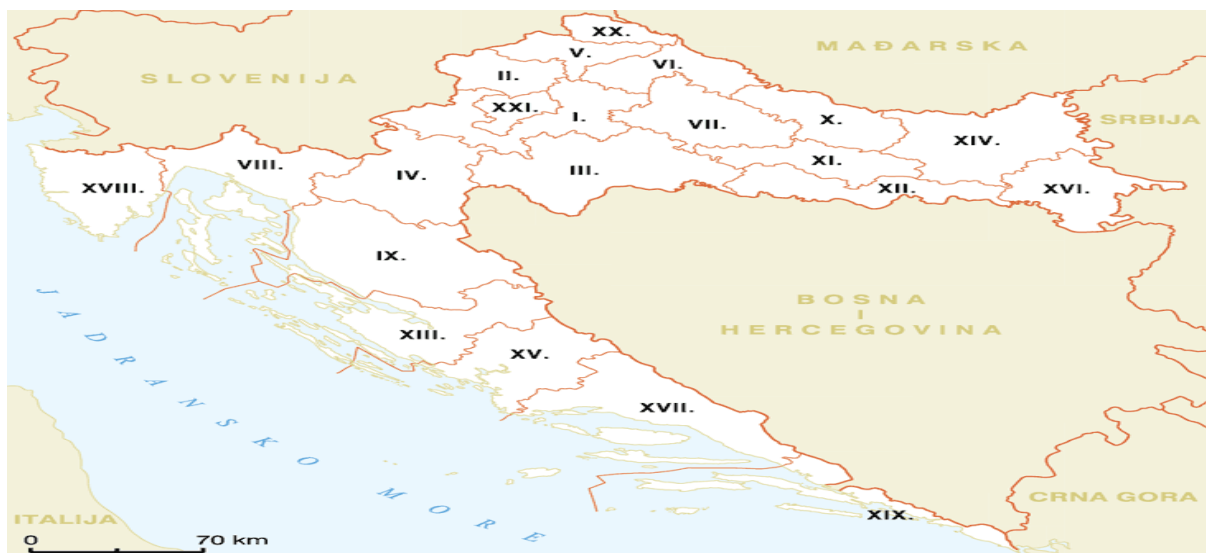 XX.
MAĐARSKA
V.
VI.
SLOVENIJA
II.
XXI.
I.
VII.
X.
XIV.
SRBIJA
VIII.
IV.
III.
XI.
XVIII.
XII.
XVI.
IX.
BOSNA
I
HERCEGOVINA
XIII.
XV.
XVII.
JADRANSKO MORE
CRNA GORA
XIX.
ITALIJA
0 70 km